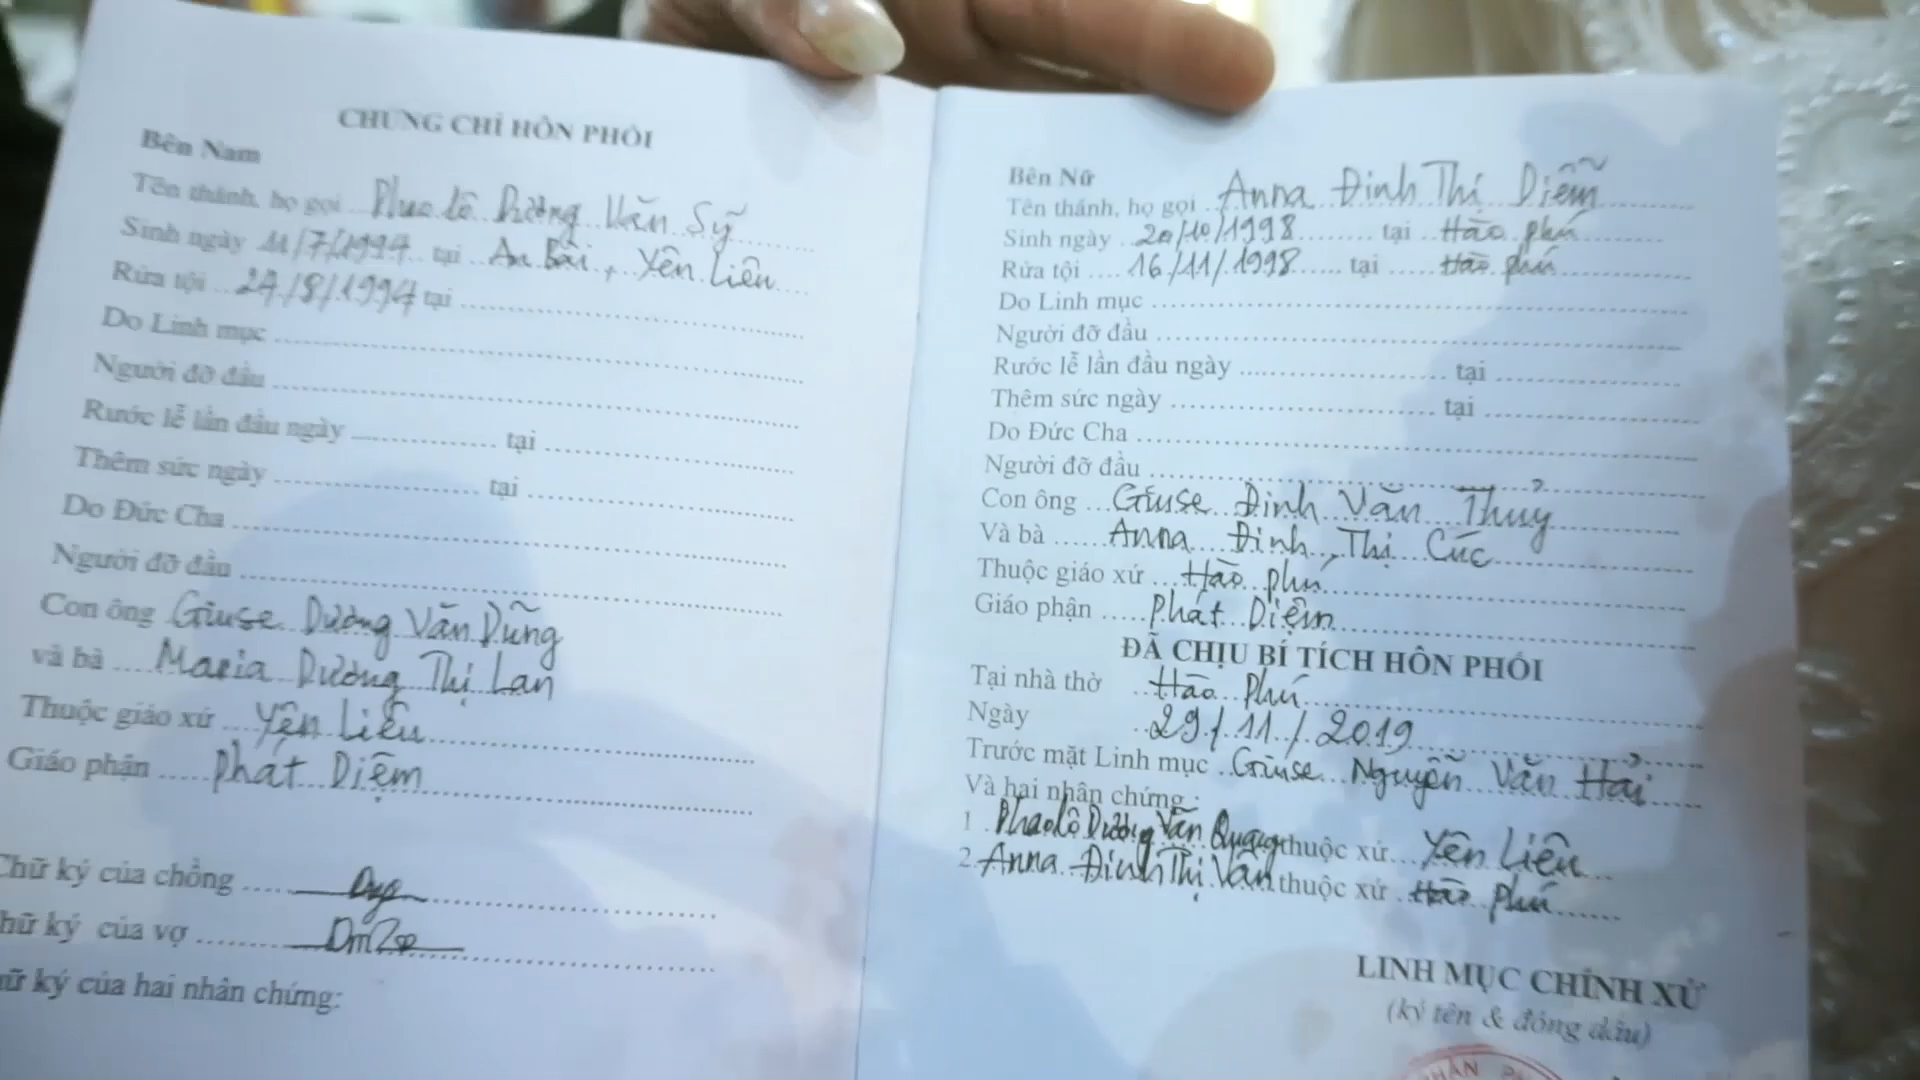 CHỨNG CHỈ HÔN PHỐI
Bên Nam
Tên thánh, họ gọi Phaolô Dương Văn Sỹ
Sinh ngày 11/7/1994 tại An Bài, Yên Liêu
Rửa tội 24/8/1994 tại
Do Linh mục
Người đỡ đầu
Rước lễ lần đầu ngày tại
Thêm sức ngày tại
Do Đức Cha
Người đỡ đầu
Con ông Giuse Dương Văn Dũng
và bà Maria Dương Thị Lan
Thuộc giáo xứ Yên Liêu
Giáo phận Phát Diệm
Chữ ký của chồng
hữ ký của vợ
ữ ký của hai nhân chứng:
Bên Nữ
Tên thánh, họ gọi Anna Đinh Thị Diễm
Sinh ngày 20/10/1998 tại Hào Phú
Rửa tội 16/11/1998 tại Hào Phú
Do Linh mục
Người đỡ đầu
Rước lễ lần đầu ngày tại
Thêm sức ngày tại
Do Đức Cha
Người đỡ đầu
Con ông Giuse Đinh Văn Thuỷ
Và bà Anna Đinh Thị Cúc
Thuộc giáo xứ Hào Phú
Giáo phận Phát Diệm
ĐÃ CHỊU BÍ TÍCH HÔN PHỐI
Tại nhà thờ Hào Phú
Ngày 29/11/2019
Trước mặt Linh mục Giuse Nguyễn Văn Hải
Và hai nhân chứng:
1. Phaolô Dương Văn Quang thuộc xứ Yên Liêu
2. Anna Đinh Thị Vân thuộc xứ Hào Phú
LINH MỤC CHÍNH XỨ
(ký tên & đóng dấu)